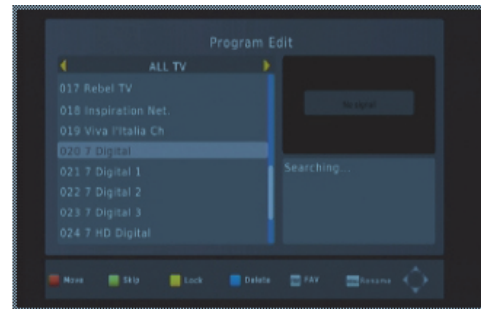 Program Edit
ALL TV
017 Rebel TV
018 Inspiration Net.
019 Viva l'Italia Ch
020 7 Digital
021 7 Digital 1
022 7 Digital 2
023 7 Digital 3
024 7 HD Digital
No signal
Searching...
Move Skip Lock Delete FAV Rename